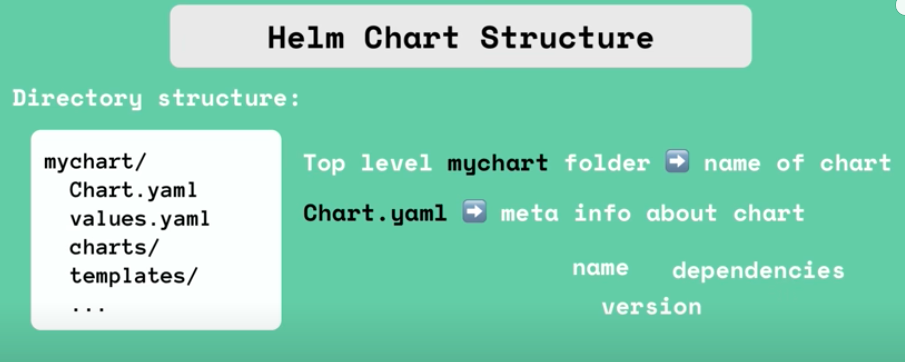 Helm Chart Structure
Directory structure:
mychart/
Chart.yaml
values.yaml
charts/
templates/
...
Top level mychart folder ➡ name of chart
Chart.yaml ➡ meta info about chart
name dependencies
version